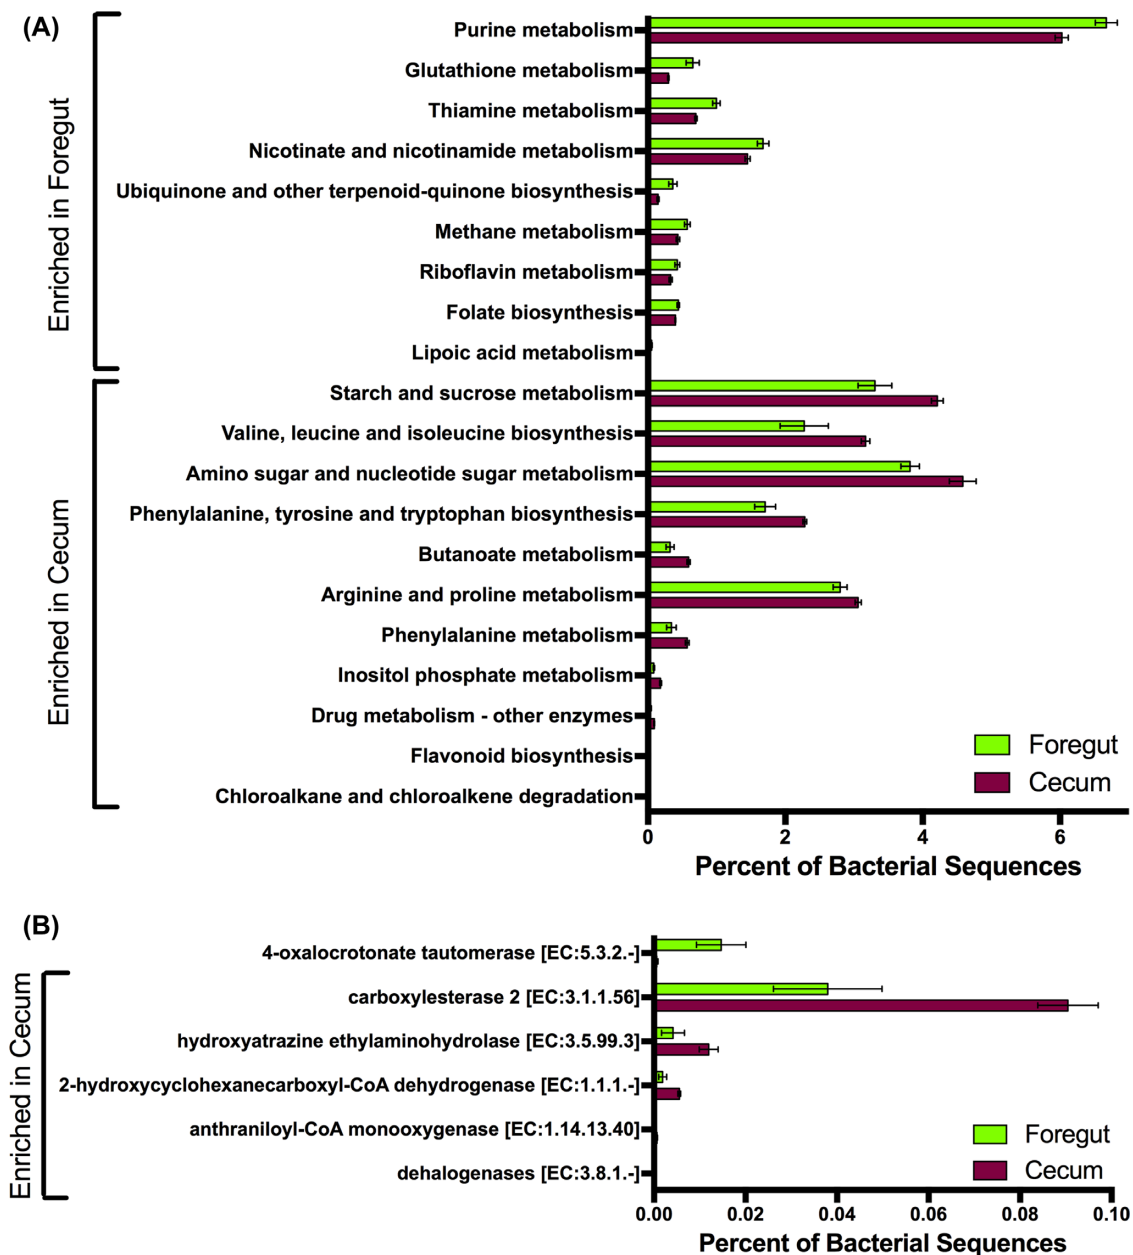 (A)
Enriched in Foregut
Purine metabolism
Glutathione metabolism
Thiamine metabolism
Nicotinate and nicotinamide metabolism
Ubiquinone and other terpenoid-quinone biosynthesis
Methane metabolism
Riboflavin metabolism
Folate biosynthesis
Lipoic acid metabolism
Enriched in Cecum
Starch and sucrose metabolism
Valine, leucine and isoleucine biosynthesis
Amino sugar and nucleotide sugar metabolism
Phenylalanine, tyrosine and tryptophan biosynthesis
Butanoate metabolism
Arginine and proline metabolism
Phenylalanine metabolism
Inositol phosphate metabolism
Drug metabolism - other enzymes
Flavonoid biosynthesis
Chloroalkane and chloroalkene degradation
Foregut
Cecum
0 2 4 6
Percent of Bacterial Sequences
(B)
4-oxalocrotonate tautomerase [EC:5.3.2.-]
Enriched in Cecum
carboxylesterase 2 [EC:3.1.1.56]
hydroxyatrazine ethylaminohydrolase [EC:3.5.99.3]
2-hydroxycyclohexanecarboxyl-CoA dehydrogenase [EC:1.1.1.-]
anthraniloyl-CoA monooxygenase [EC:1.14.13.40]
dehalogenases [EC:3.8.1.-]
Foregut
Cecum
0.00 0.02 0.04 0.06 0.08 0.10
Percent of Bacterial Sequences